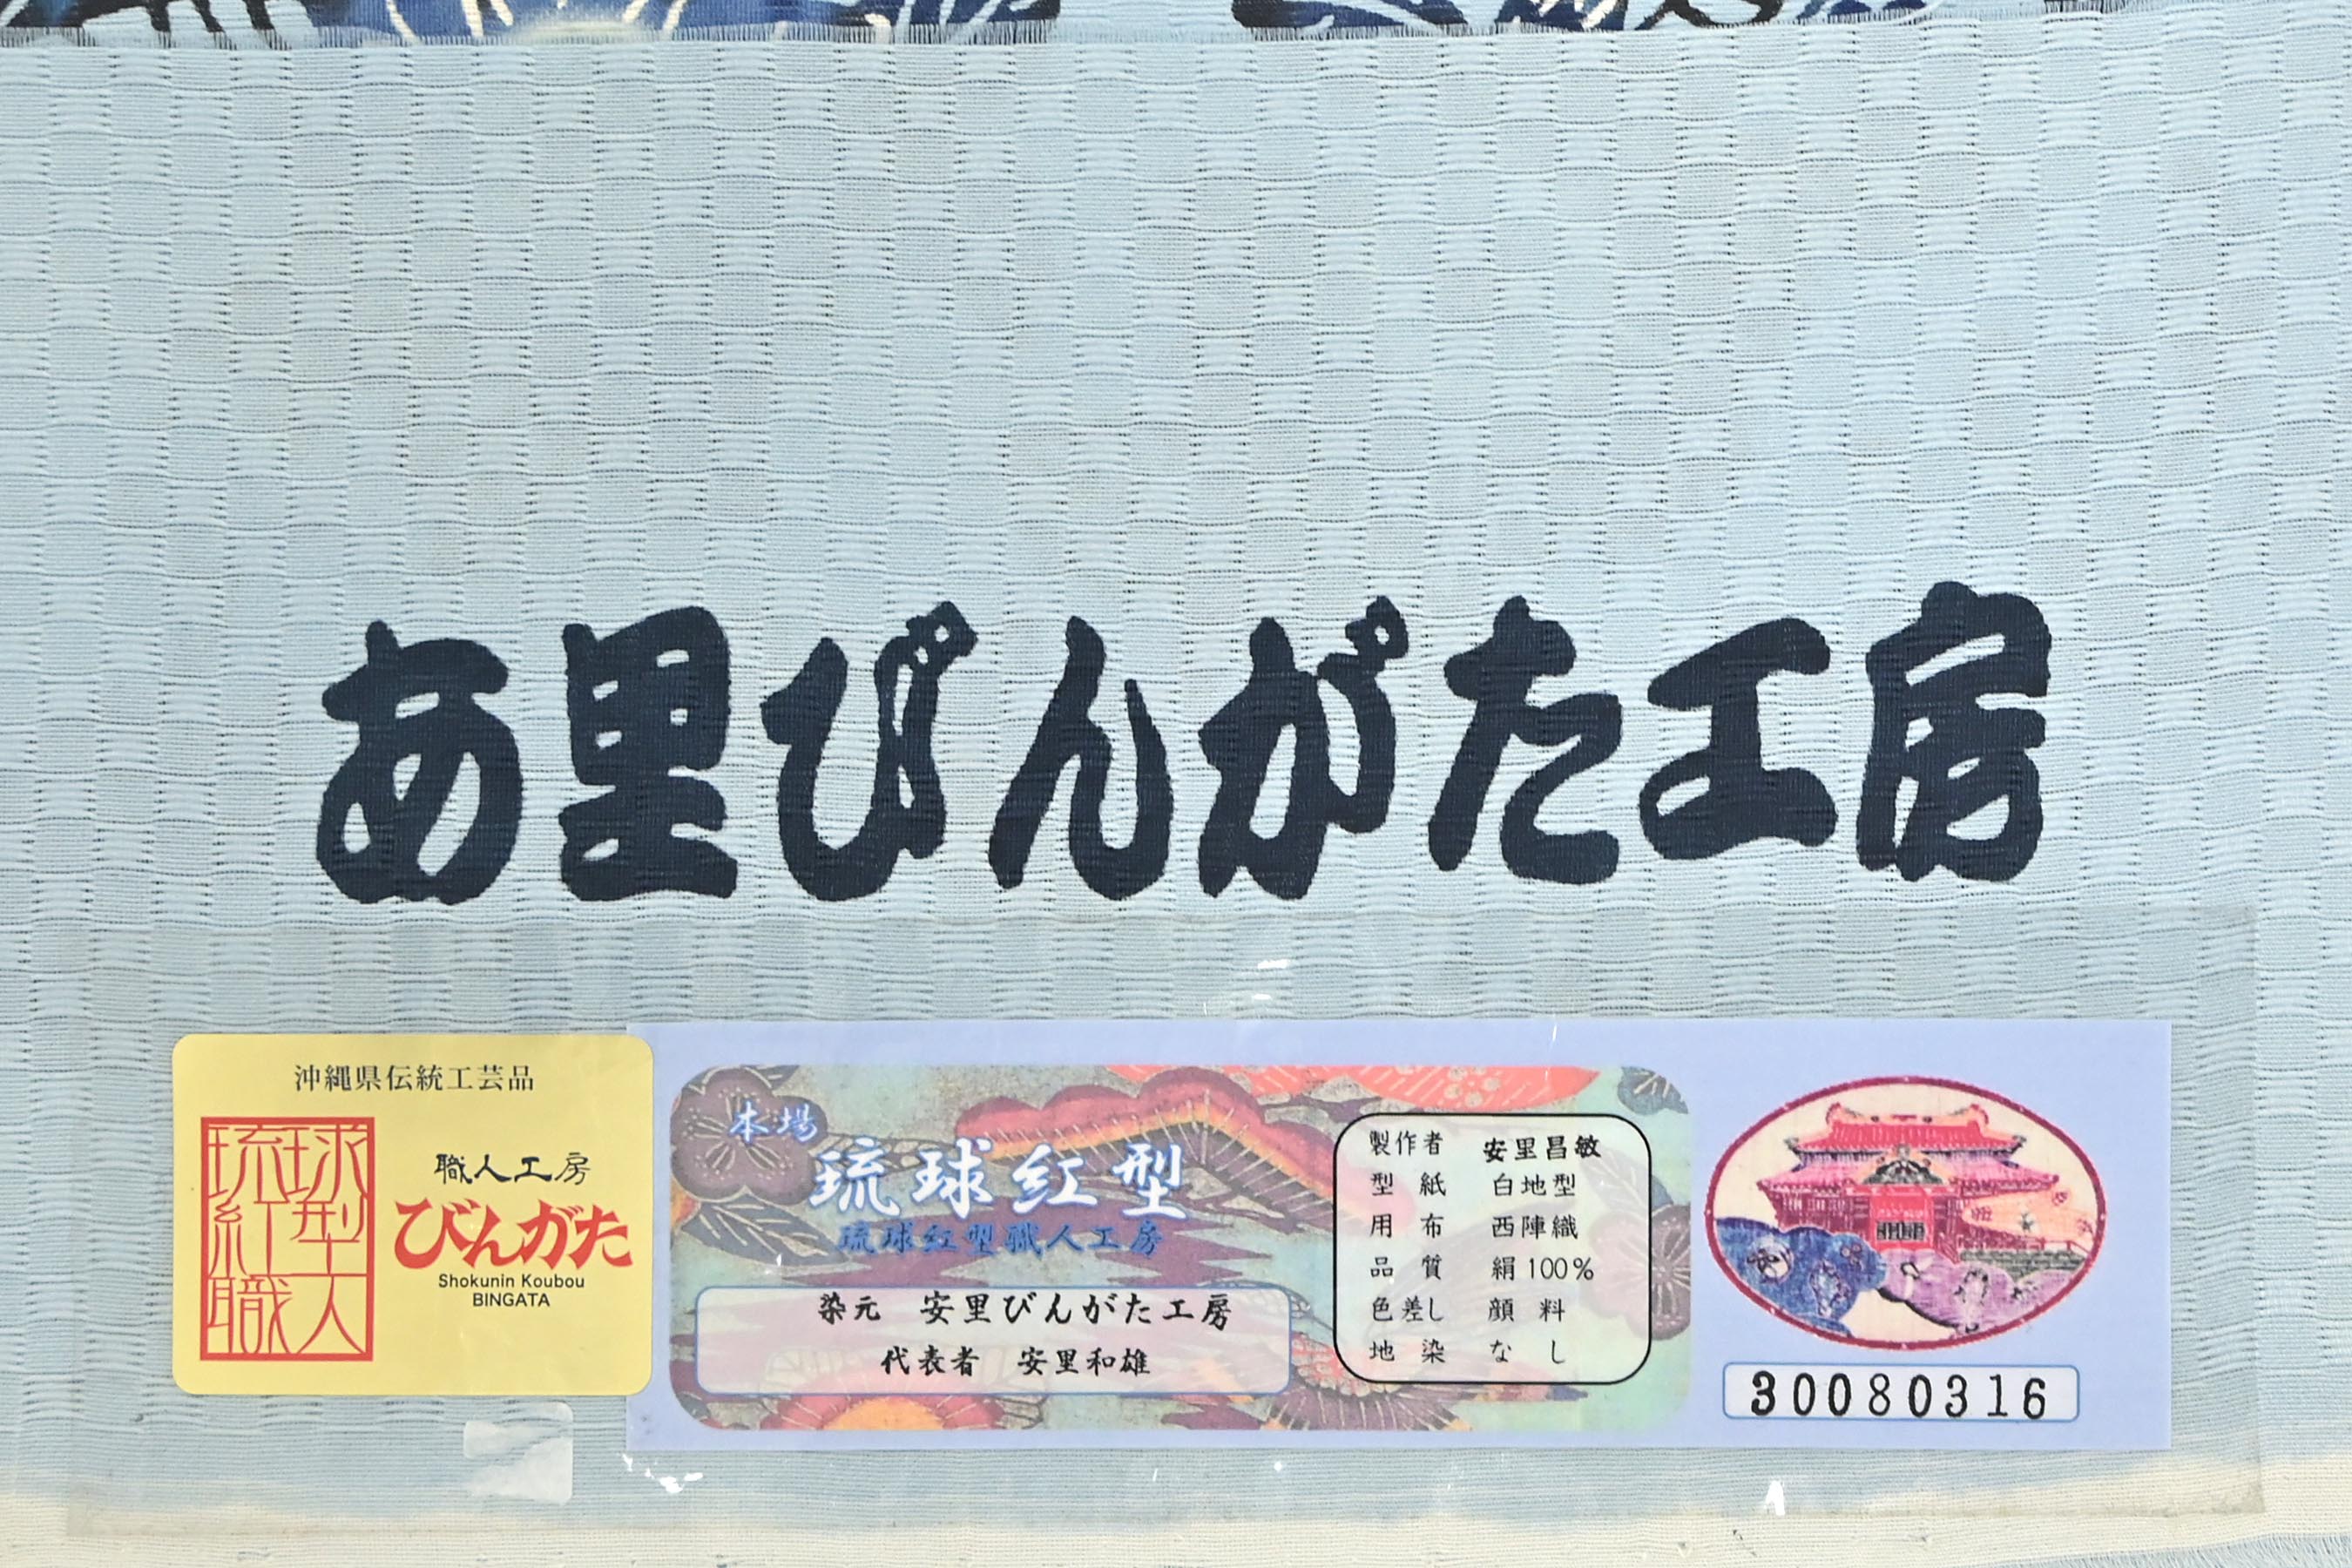 あ里びんがた工房
沖縄県伝統工芸品
琉球
紅型
職人
職人工房
びんがた
Shokunin Koubou
BINGATA
本場
琉球紅型
琉球紅型職人工房
染元 安里びんがた工房
代表者 安里和雄
製作者 安里昌敏
型紙 白地型
用布 西陣織
品質 絹100%
色差し 顔料
地染 なし
30080316